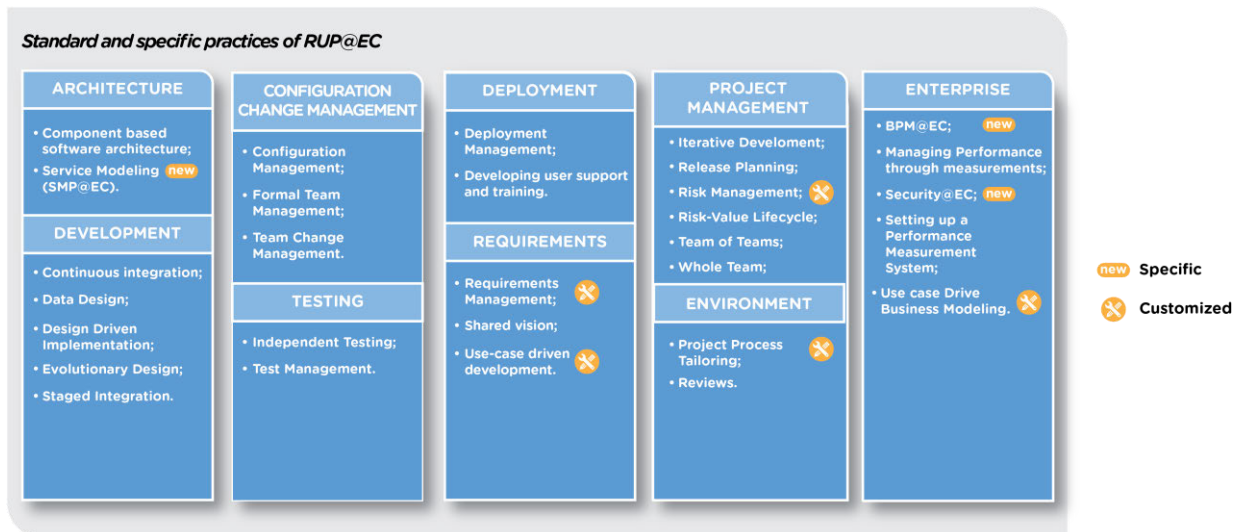 Standard and specific practices of RUP@EC
ARCHITECTURE
• Component based
software architecture;
• Service Modeling new
(SMP@EC).
DEVELOPMENT
• Continuous integration;
• Data Design;
• Design Driven
Implementation;
• Evolutionary Design;
• Staged Integration.
CONFIGURATION
CHANGE MANAGEMENT
• Configuration
Management;
• Formal Team
Management;
• Team Change
Management.
TESTING
• Independent Testing;
• Test Management.
DEPLOYMENT
• Deployment
Management;
• Developing user support
and training.
REQUIREMENTS
• Requirements
Management;
• Shared vision;
• Use-case driven
development.
PROJECT
MANAGEMENT
• Iterative Develoment;
• Release Planning;
• Risk Management;
• Risk-Value Lifecycle;
• Team of Teams;
• Whole Team;
ENVIRONMENT
• Project Process
Tailoring;
• Reviews.
ENTERPRISE
• BPM@EC; new
• Managing Performance
through measurements;
• Security@EC; new
• Setting up a
Performance
Measurement
System;
• Use case Drive
Business Modeling.
new Specific
Customized